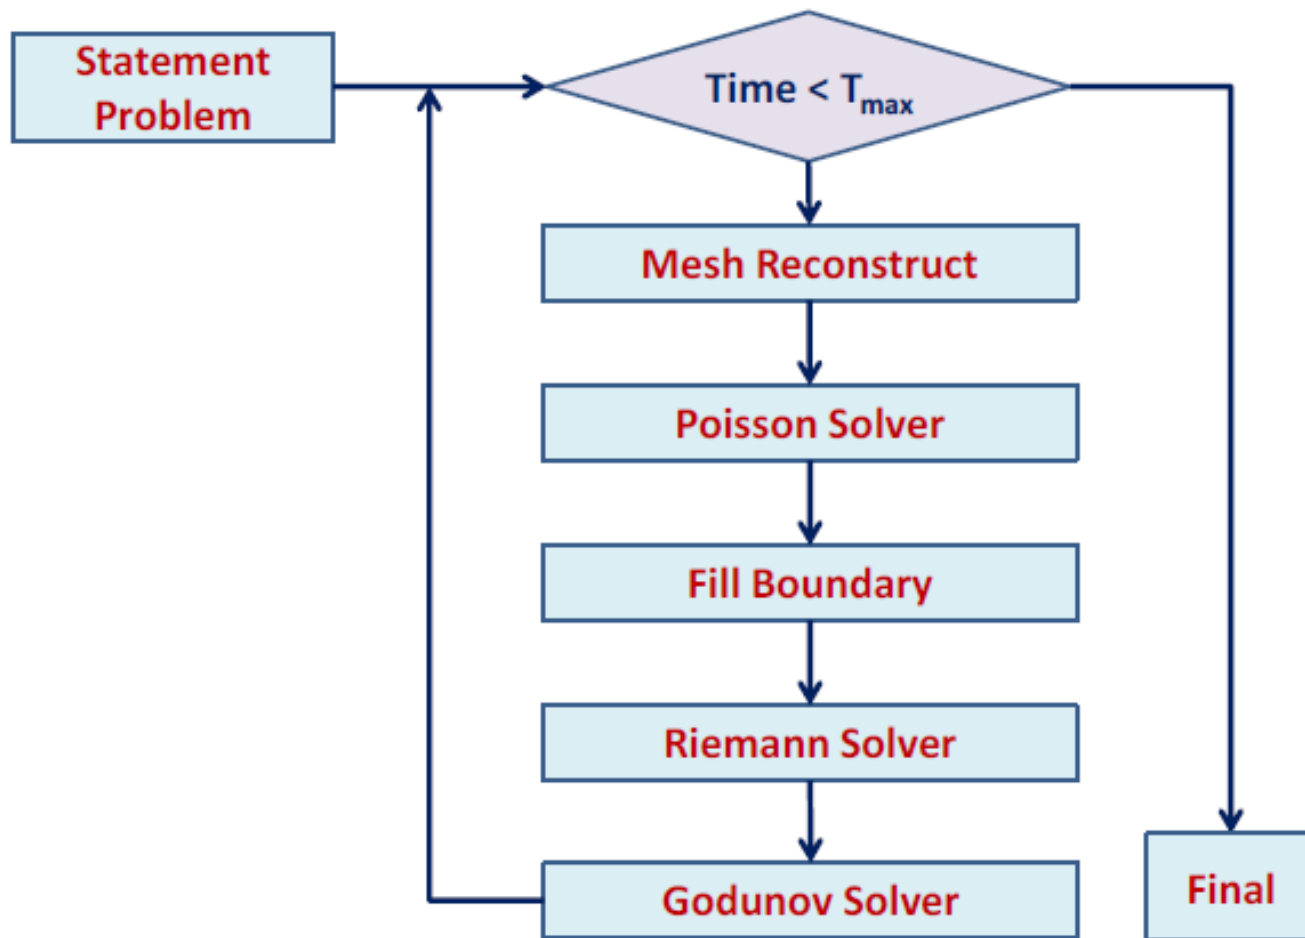 Statement
Problem
Time < Tmax
Mesh Reconstruct
Poisson Solver
Fill Boundary
Riemann Solver
Godunov Solver
Final